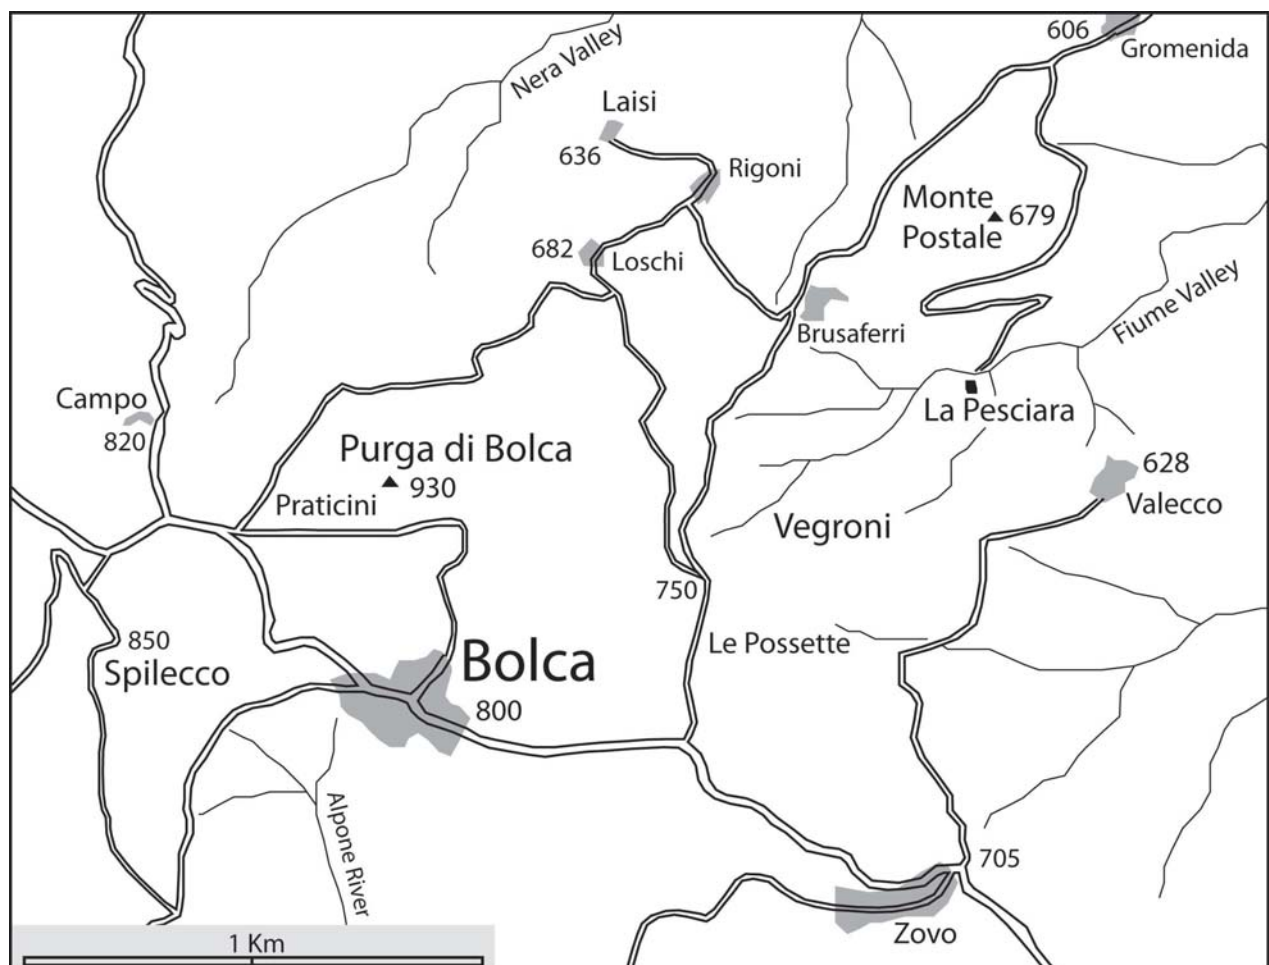 606
Gromenida
Nera Valley
Laisi
636
Rigoni
Monte
Postale
679
682
Loschi
Fiume Valley
Brusaferri
Campo
820
La Pesciara
Purga di Bolca
930
Praticini
628
Valecco
Vegroni
750
850
Spilecco
Bolca
800
Le Possette
Alpone River
705
Zovo
1 Km